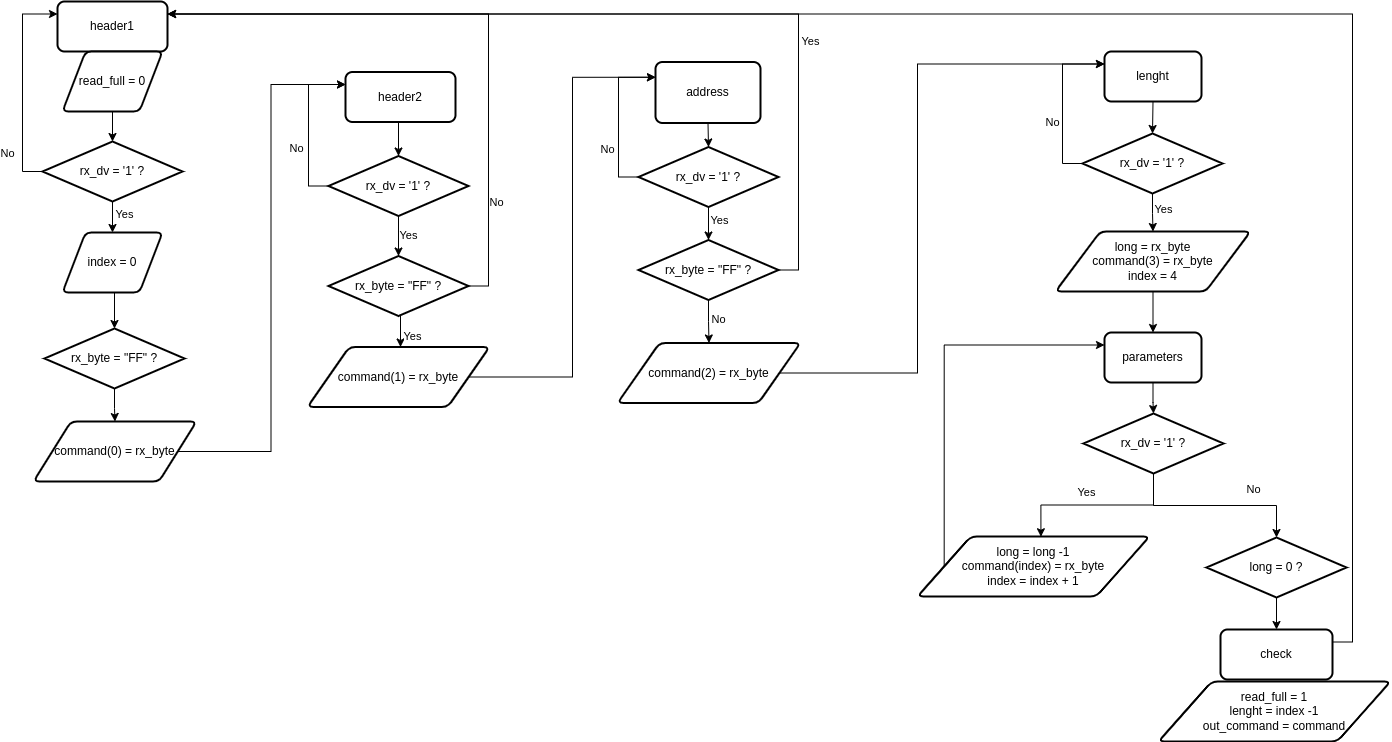 header1
read_full = 0
No
rx_dv = '1' ?
Yes
index = 0
rx_byte = "FF" ?
command(0) = rx_byte
header2
No
rx_dv = '1' ?
Yes
No
rx_byte = "FF" ?
Yes
command(1) = rx_byte
address
Yes
No
rx_dv = '1' ?
Yes
rx_byte = "FF" ?
No
command(2) = rx_byte
lenght
No
rx_dv = '1' ?
Yes
long = rx_byte
command(3) = rx_byte
index = 4
parameters
rx_dv = '1' ?
Yes
No
long = long -1
command(index) = rx_byte
index = index + 1
long = 0 ?
check
read_full = 1
lenght = index -1
out_command = command